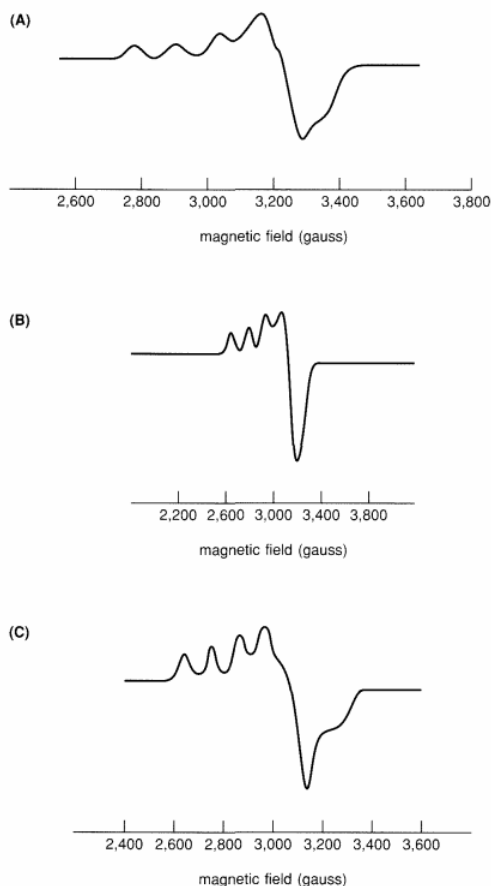 (A)
2,600 2,800 3,000 3,200 3,400 3,600 3,800
magnetic field (gauss)
(B)
2,200 2,600 3,000 3,400 3,800
magnetic field (gauss)
(C)
2,400 2,600 2,800 3,000 3,200 3,400 3,600
magnetic field (gauss)